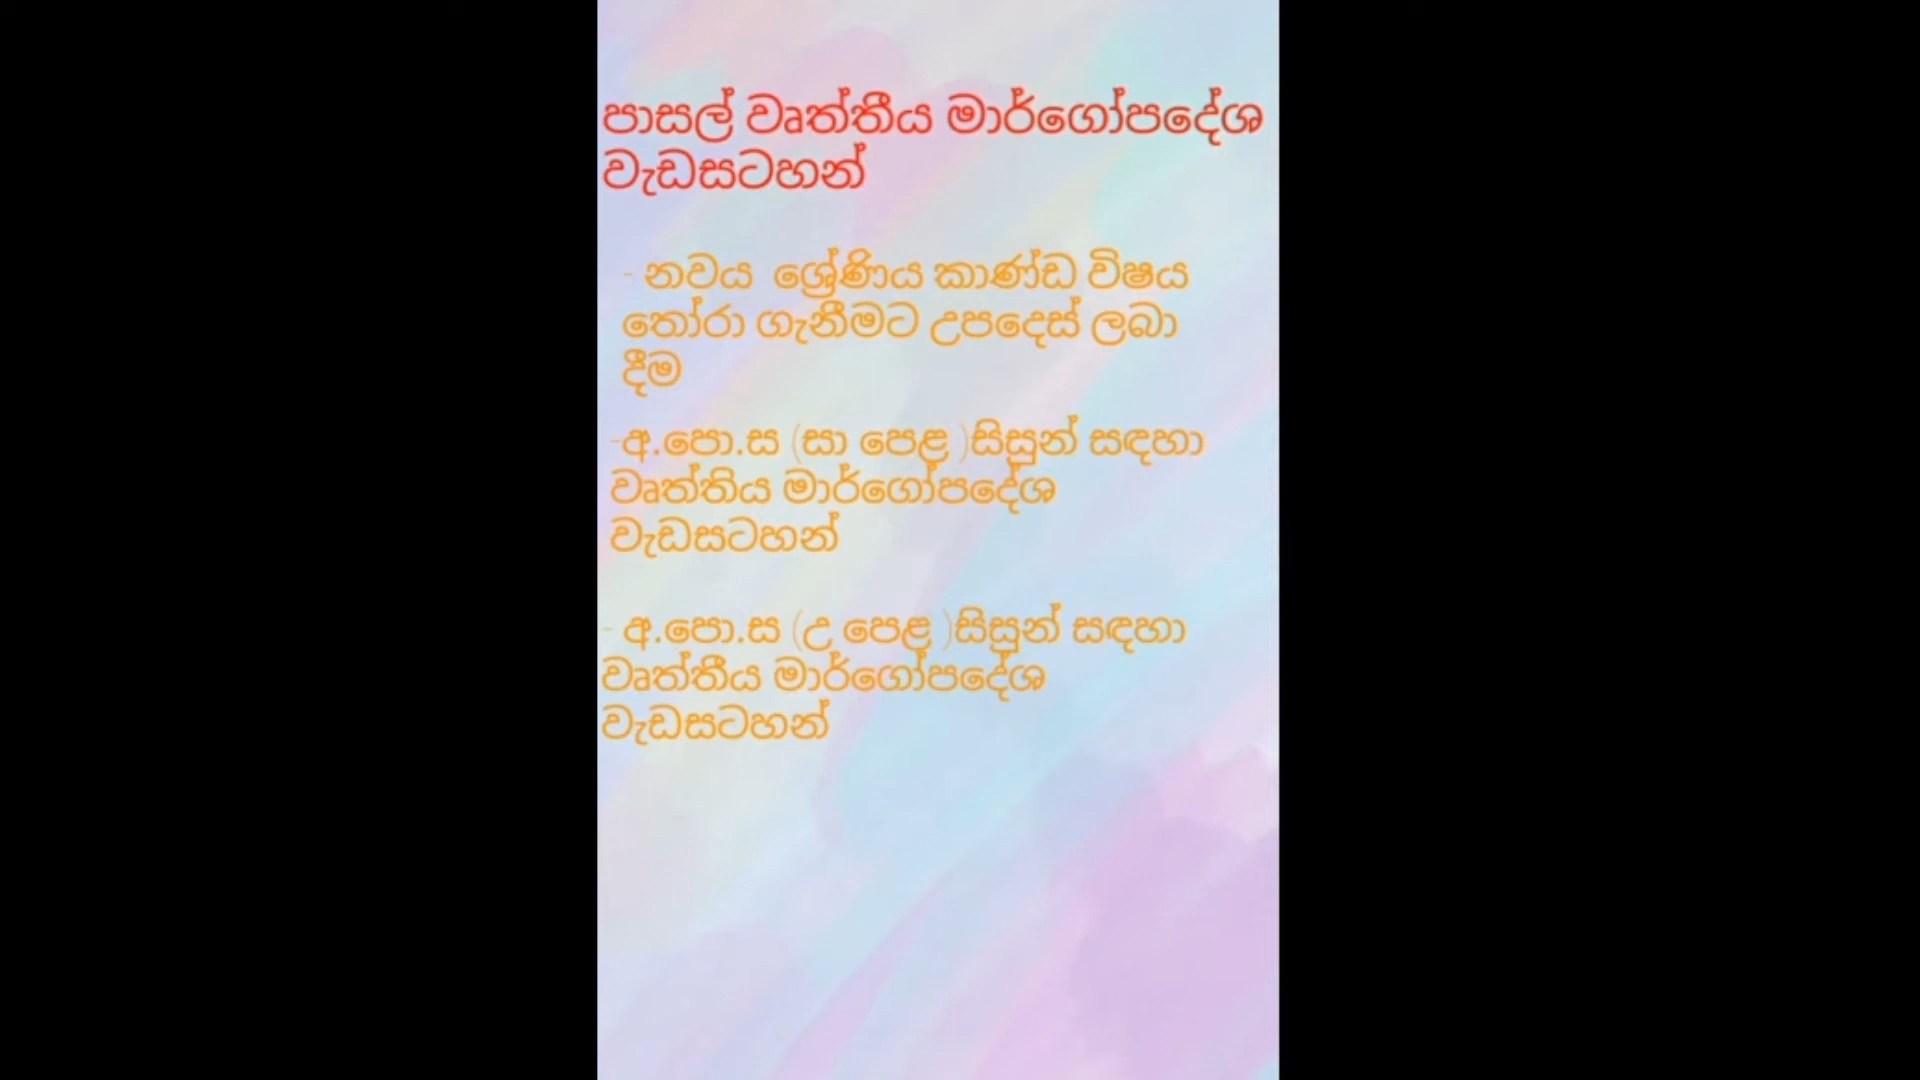 පාසල් වෘත්තීය මාර්ගෝපදේශ
වැඩසටහන්
- නවය ශ්‍රේණිය කාණ්ඩ විෂය
තෝරා ගැනීමට උපදෙස් ලබා
දීම
-අ.පො.ස (සා පෙළ )සිසුන් සඳහා
වෘත්තිය මාර්ගෝපදේශ
වැඩසටහන්
- අ.පො.ස (උ පෙළ )සිසුන් සඳහා
වෘත්තීය මාර්ගෝපදේශ
වැඩසටහන්